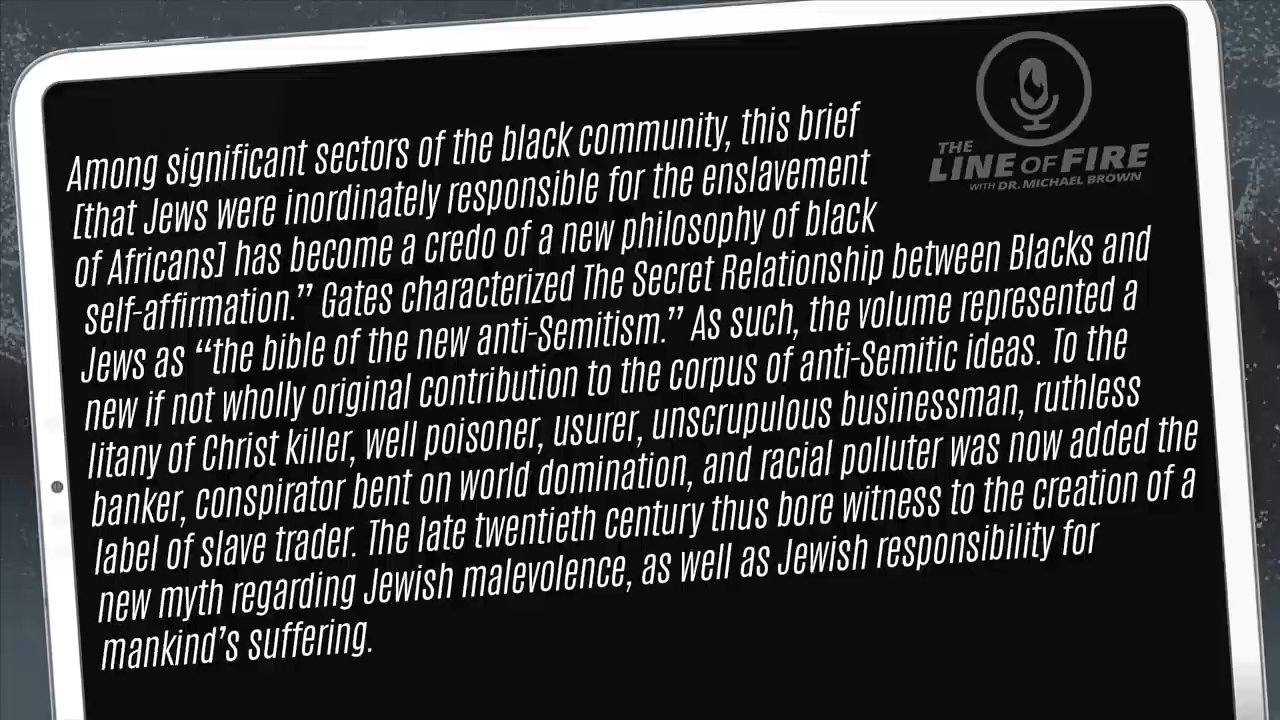 THE
LINE OF FIRE
WITH DR. MICHAEL BROWN
Among significant sectors of the black community, this brief
[that Jews were inordinately responsible for the enslavement
of Africans] has become a credo of a new philosophy of black
self-affirmation.” Gates characterized The Secret Relationship between Blacks and
Jews as “the bible of the new anti-Semitism.” As such, the volume represented a
new if not wholly original contribution to the corpus of anti-Semitic ideas. To the
litany of Christ killer, well poisoner, usurer, unscrupulous businessman, ruthless
banker, conspirator bent on world domination, and racial polluter was now added the
label of slave trader. The late twentieth century thus bore witness to the creation of a
new myth regarding Jewish malevolence, as well as Jewish responsibility for
mankind’s suffering.